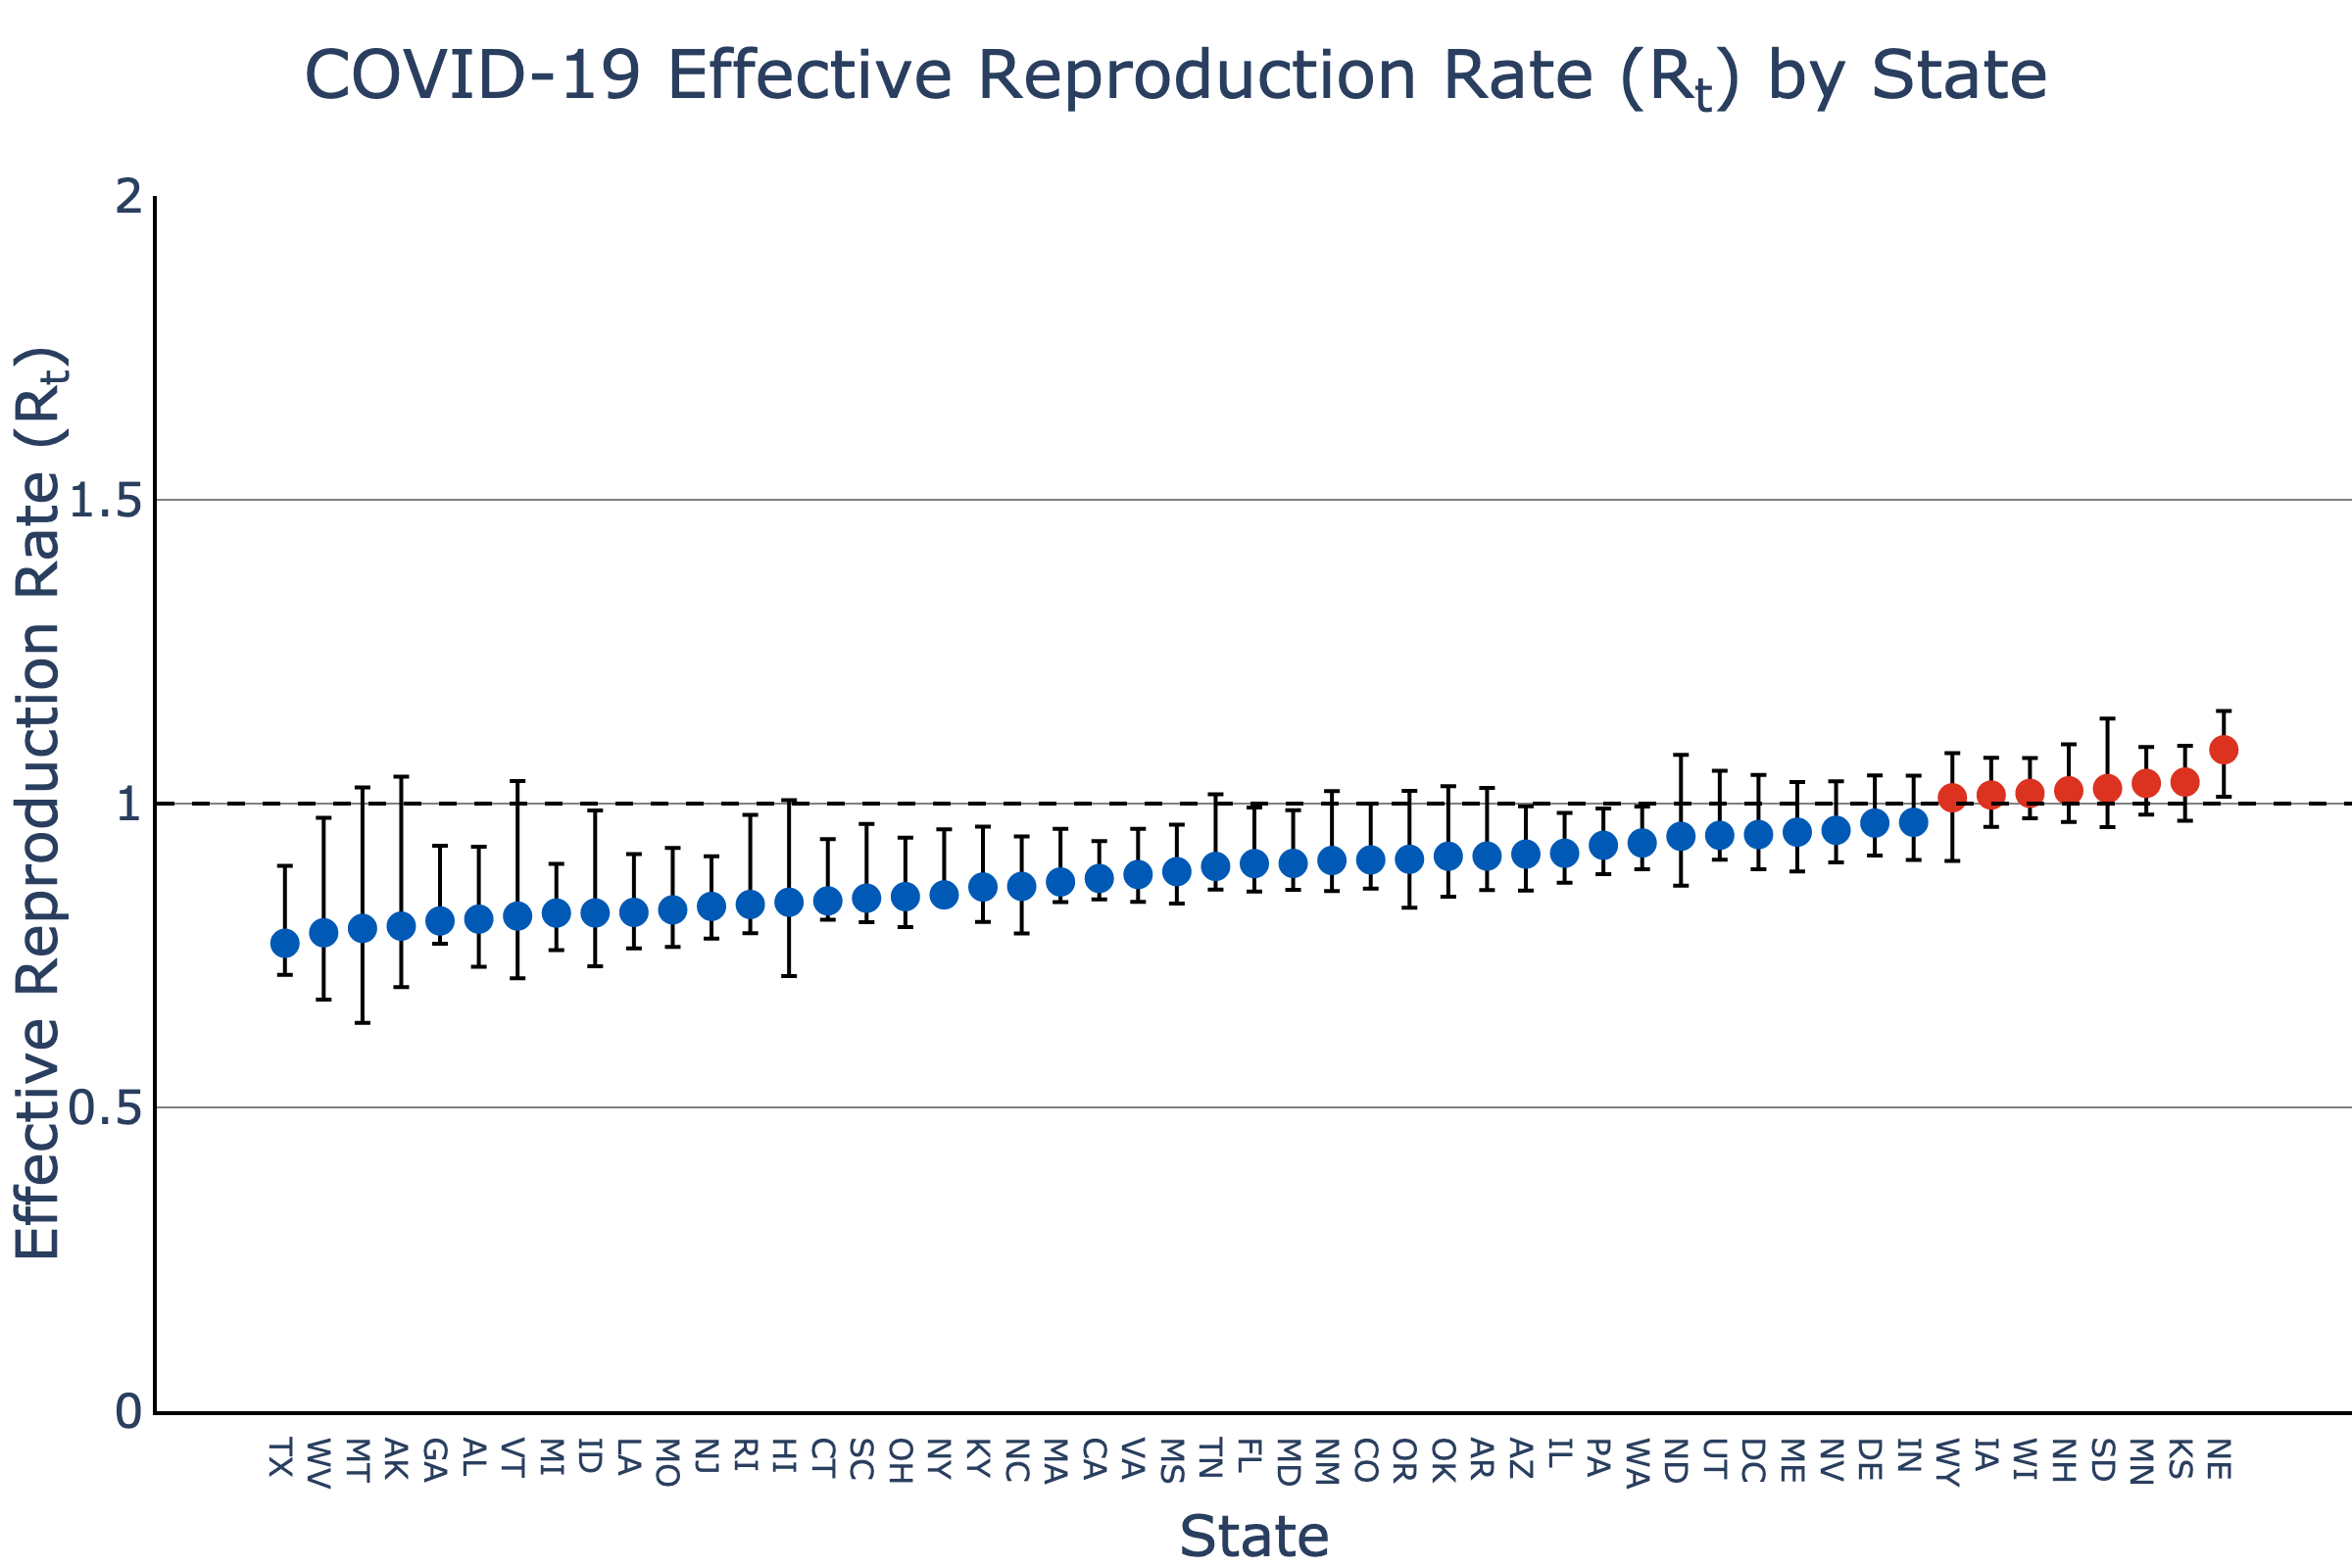 COVID-19 Effective Reproduction Rate (Rt) by State
Effective Reproduction Rate (Rt)
2
1.5
1
0.5
0
TX
WV
MT
AK
GA
AL
VT
MI
ID
LA
MO
NJ
RI
HI
CT
SC
OH
NY
KY
NC
MA
CA
VA
MS
TN
FL
MD
NM
CO
OR
OK
AR
AZ
IL
PA
WA
ND
UT
DC
ME
NV
DE
IN
WY
IA
WI
NH
SD
MN
KS
NE
State